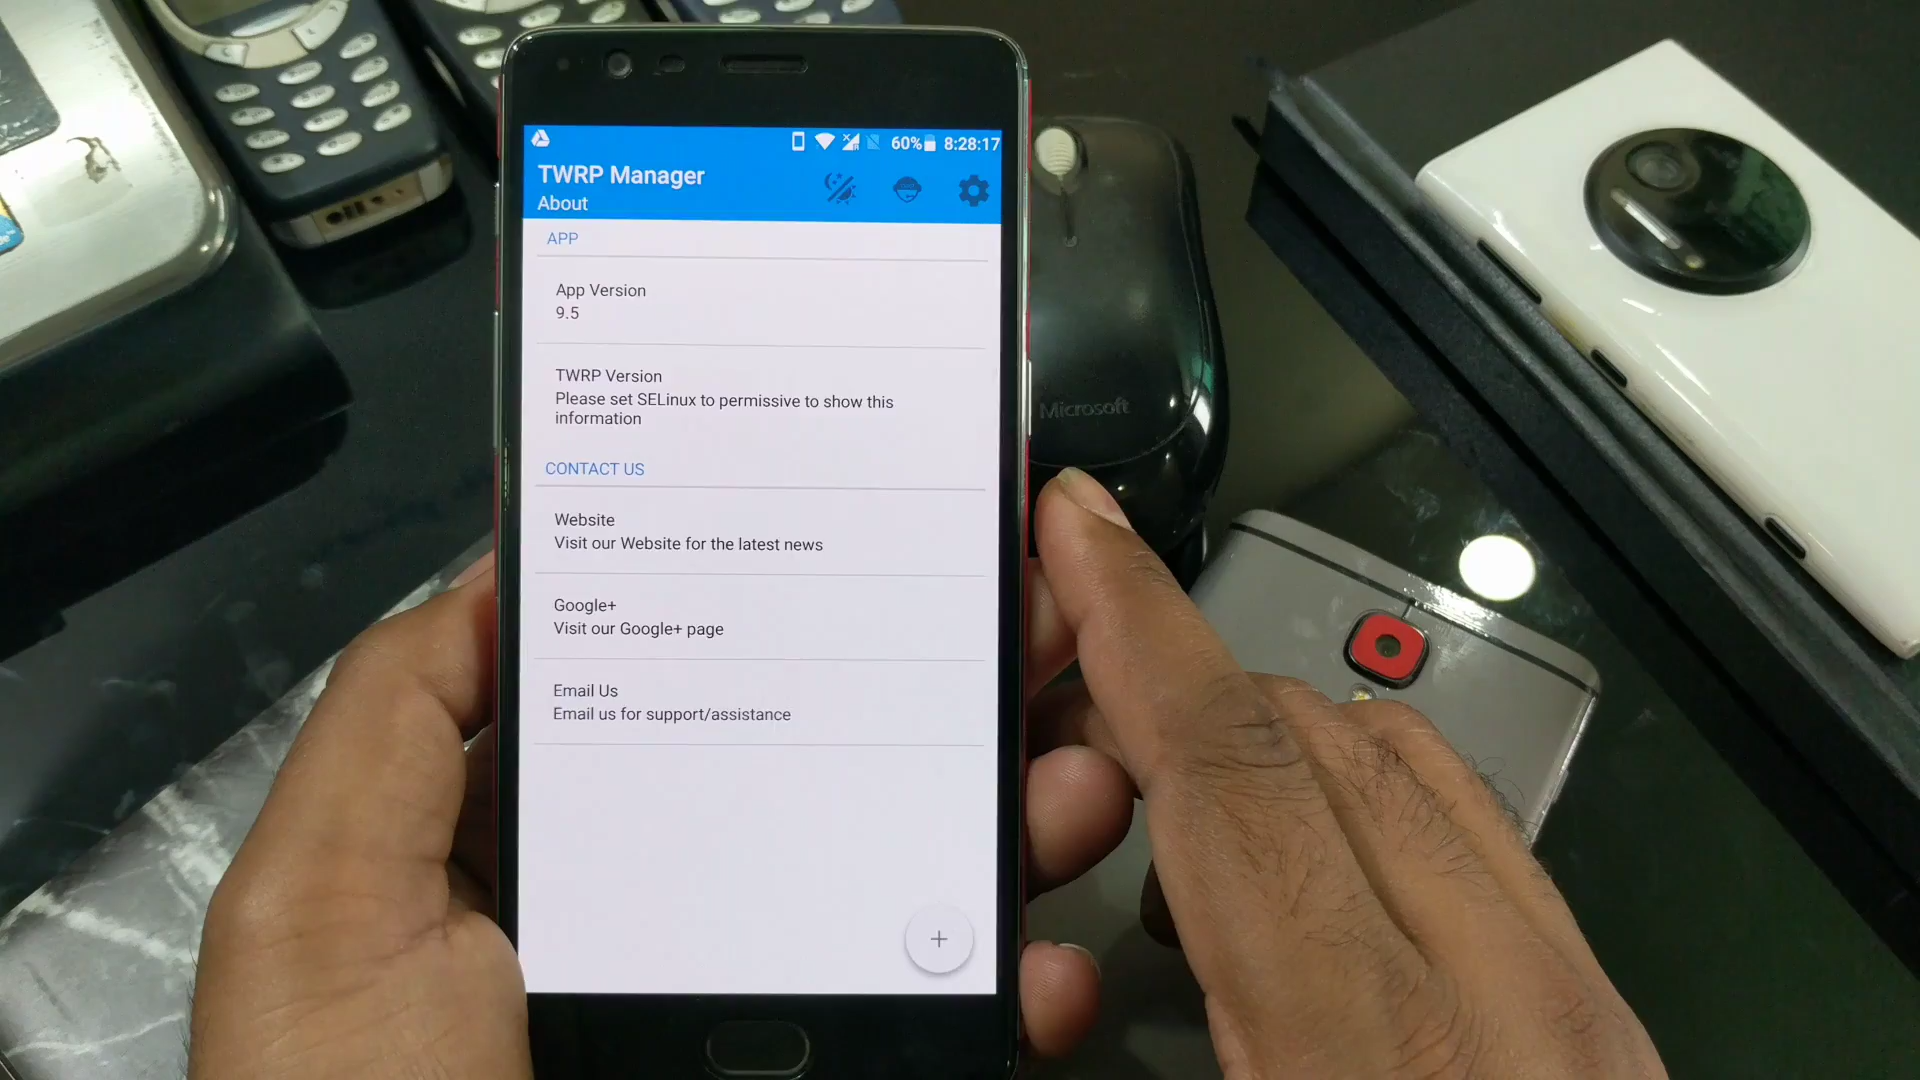 60% 8:28:17
TWRP Manager
About
APP
App Version
9.5
TWRP Version
Please set SELinux to permissive to show this
information
CONTACT US
Website
Visit our Website for the latest news
Google+
Visit our Google+ page
Email Us
Email us for support/assistance
+
Microsoft